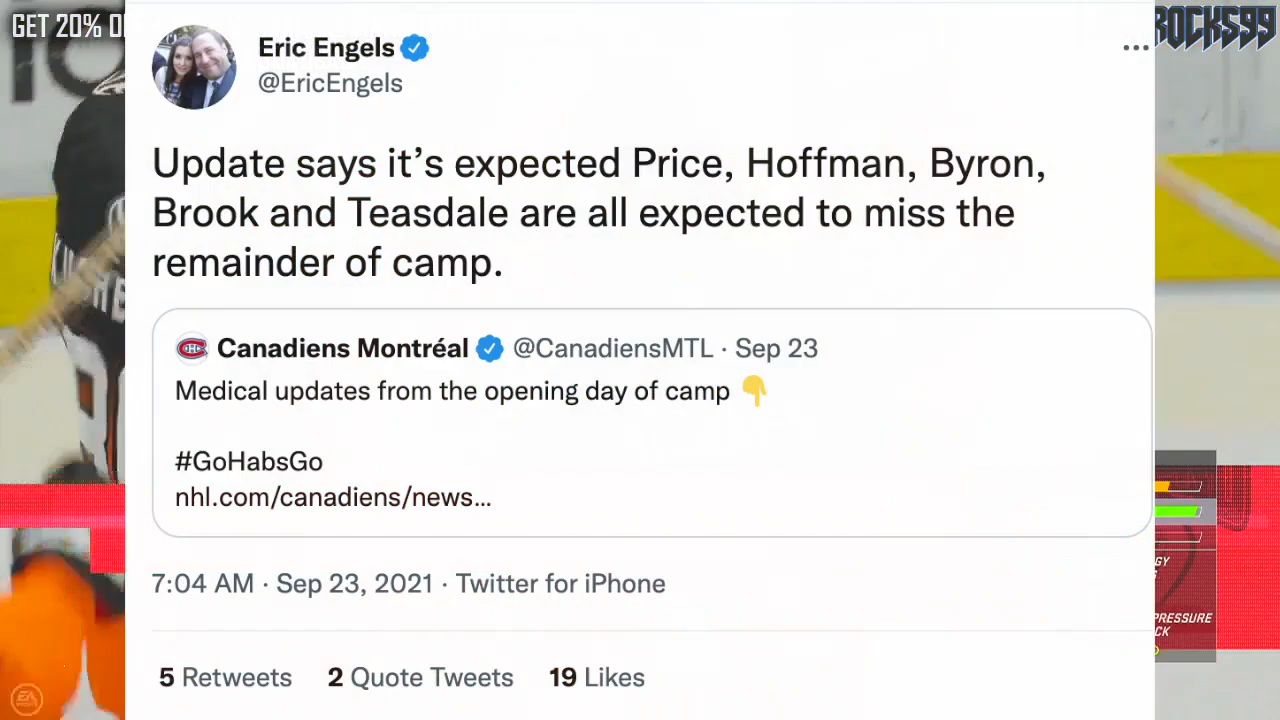 GET 20% O
ROCKS99
Eric Engels
@EricEngels
Update says it’s expected Price, Hoffman, Byron,
Brook and Teasdale are all expected to miss the
remainder of camp.
Canadiens Montréal @CanadiensMTL · Sep 23
Medical updates from the opening day of camp 👇
#GoHabsGo
nhl.com/canadiens/news...
7:04 AM · Sep 23, 2021 · Twitter for iPhone
5 Retweets 2 Quote Tweets 19 Likes
PRESSURE